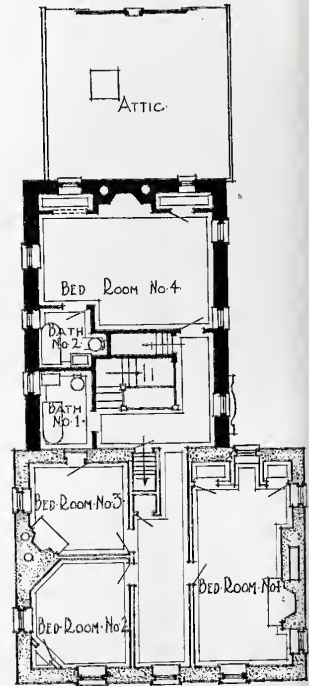 ATTIC.
BED ROOM No. 4
BATH
No. 2
BATH
No. 1
BED ROOM No. 3
BED ROOM No. 1
BED ROOM No. 2